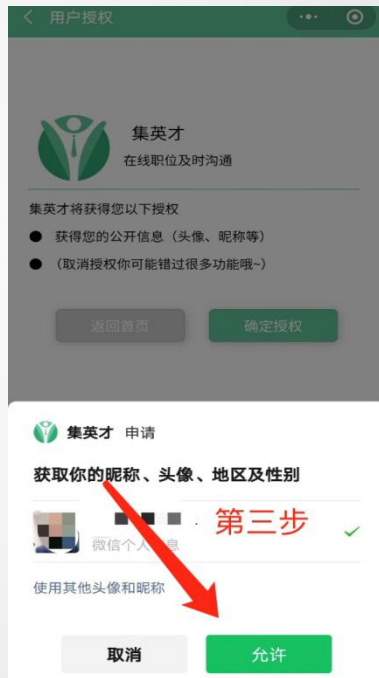 用户授权
集英才
在线职位及时沟通
集英才将获得您以下授权
● 获得您的公开信息（头像、昵称等）
● （取消授权你可能错过很多功能哦~）
返回首页 确定授权
集英才 申请
获取你的昵称、头像、地区及性别
第三步
微信个人信息
使用其他头像和昵称
取消 允许